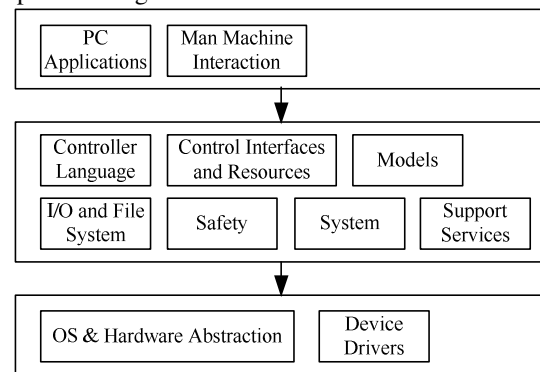 PC
Applications
Man Machine
Interaction
Controller
Language
Control Interfaces
and Resources
Models
I/O and File
System
Safety
System
Support
Services
OS & Hardware Abstraction
Device
Drivers